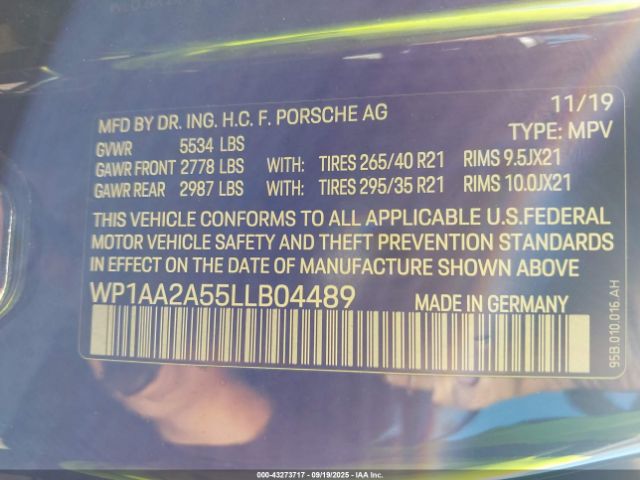 MFD BY DR. ING. H.C. F. PORSCHE AG 11/19
GVWR 5534 LBS TYPE: MPV
GAWR FRONT 2778 LBS WITH: TIRES 265/40 R21 RIMS 9.5JX21
GAWR REAR 2987 LBS WITH: TIRES 295/35 R21 RIMS 10.0JX21
THIS VEHICLE CONFORMS TO ALL APPLICABLE U.S.FEDERAL
MOTOR VEHICLE SAFETY AND THEFT PREVENTION STANDARDS
IN EFFECT ON THE DATE OF MANUFACTURE SHOWN ABOVE
WP1AA2A55LLB04489 MADE IN GERMANY
95B.010.016.AH
000-43273717 - 09/19/2025 - IAAI.com